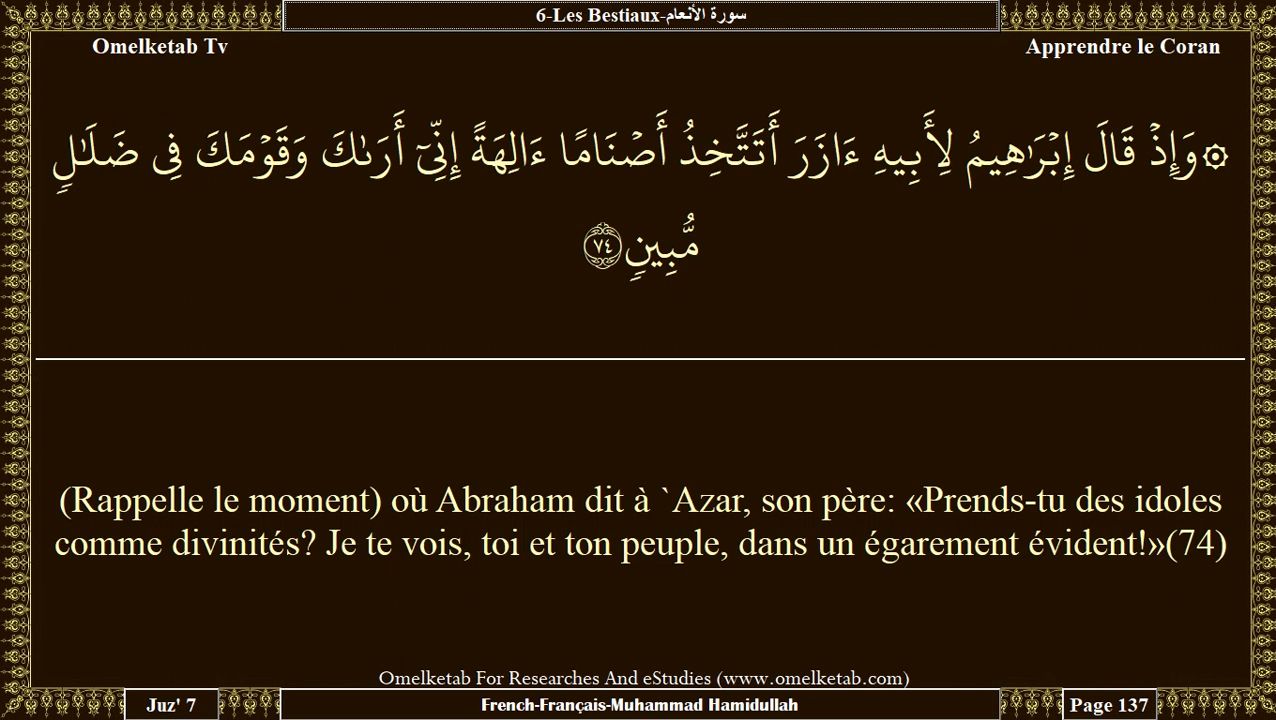 6-Les Bestiaux-سورة الأنعام
Omelketab Tv
Apprendre le Coran
۞وَإِذۡ قَالَ إِبۡرَٰهِيمُ لِأَبِيهِ ءَازَرَ أَتَتَّخِذُ أَصۡنَامًا ءَالِهَةً إِنِّيٓ أَرَىٰكَ وَقَوۡمَكَ فِي ضَلَٰلٖ
مُّبِينٖ ٧٤
(Rappelle le moment) où Abraham dit à `Azar, son père: «Prends-tu des idoles
comme divinités? Je te vois, toi et ton peuple, dans un égarement évident!»(74)
Omelketab For Researches And eStudies (www.omelketab.com)
Juz' 7
French-Français-Muhammad Hamidullah
Page 137